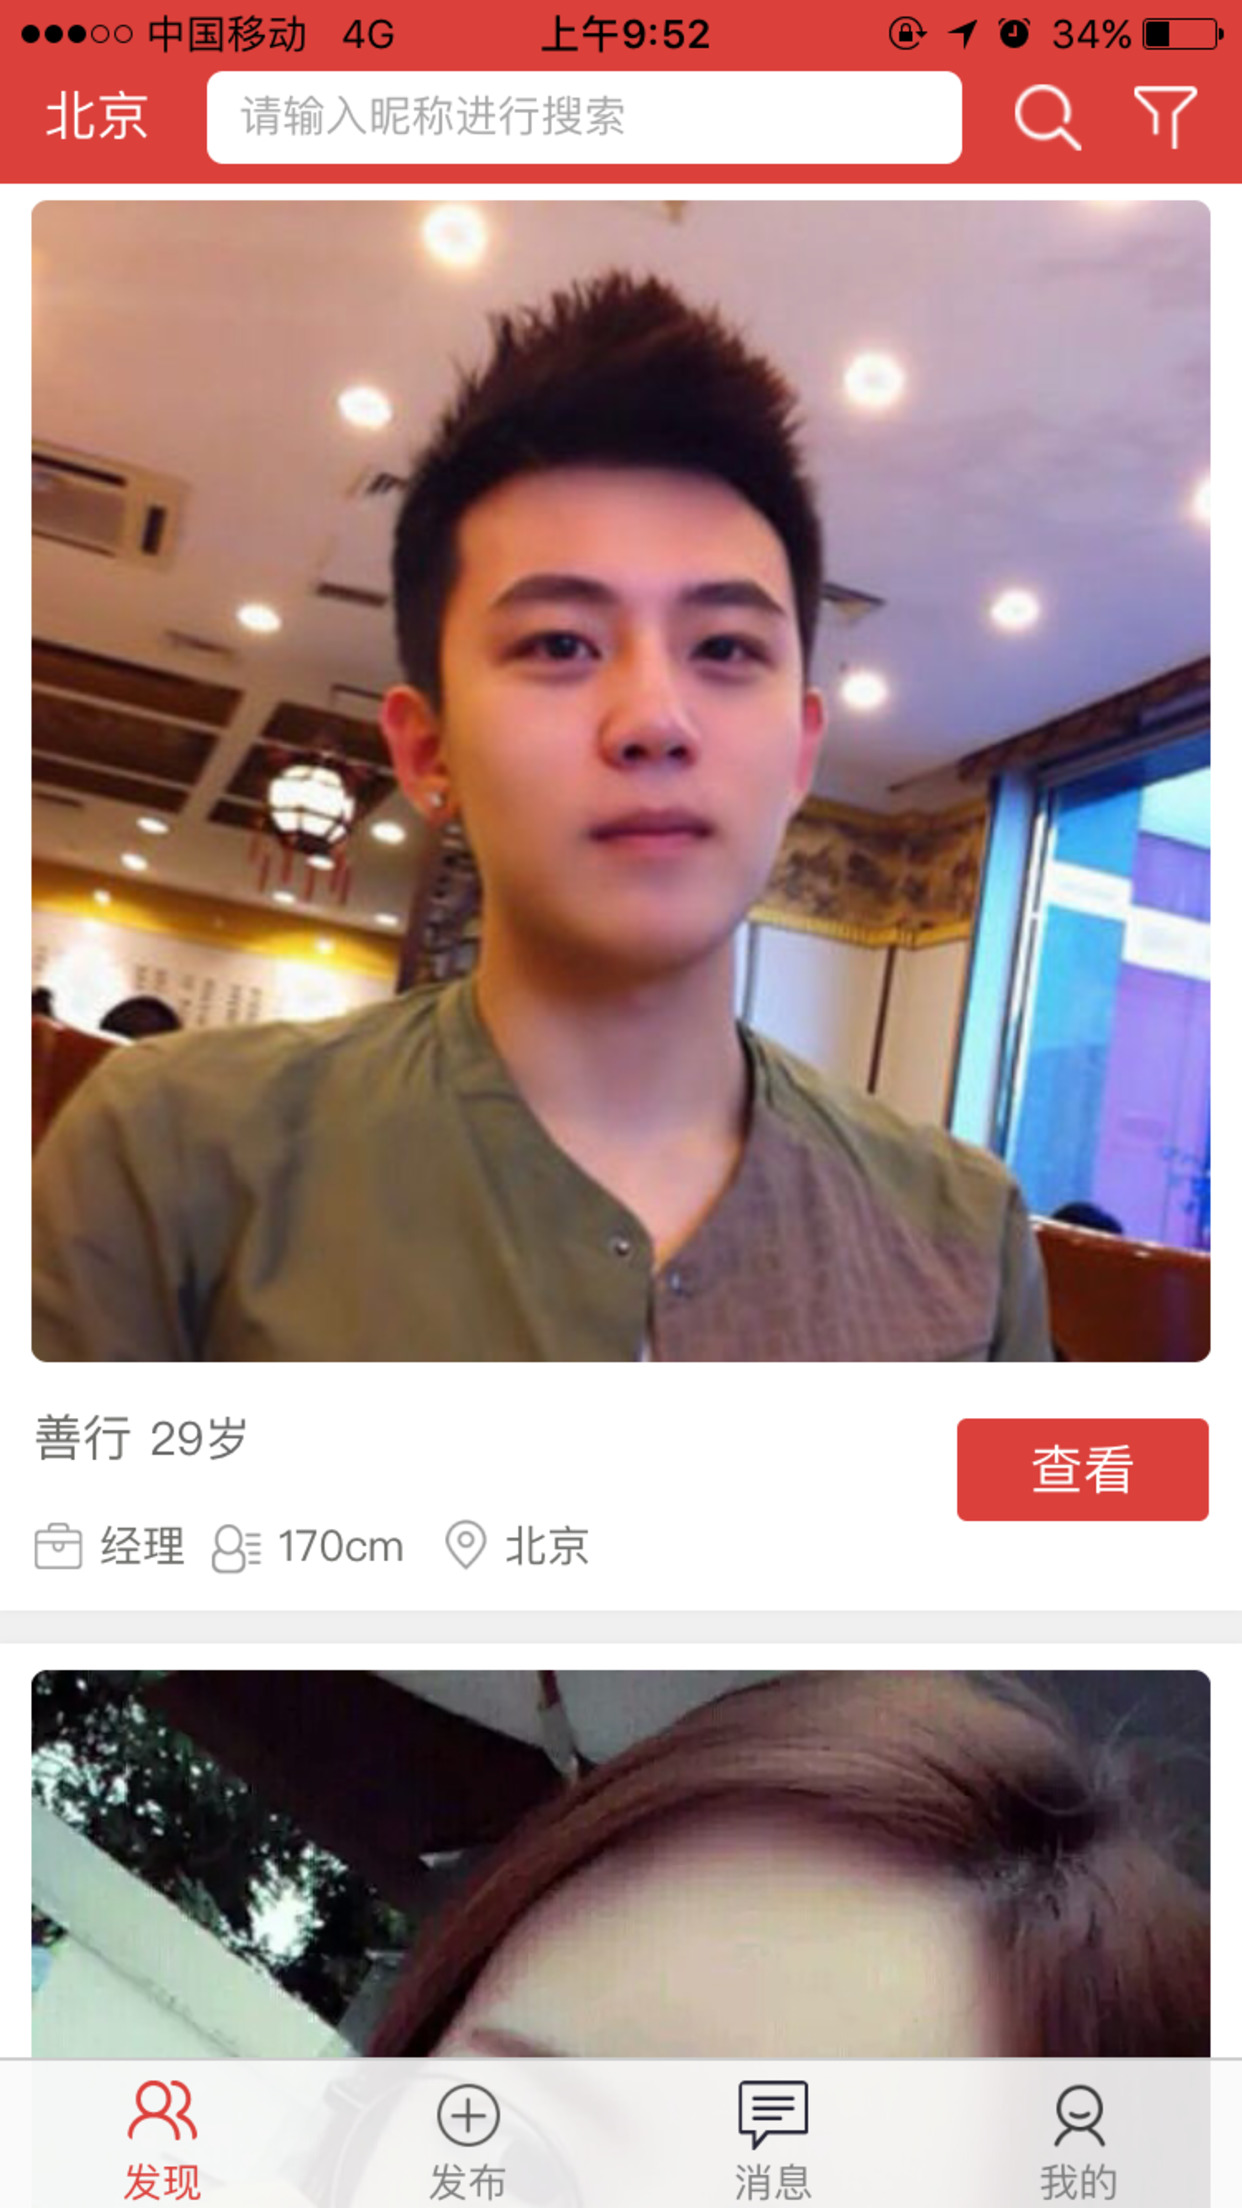 中国移动 4G 上午9:52 34%
北京 请输入昵称进行搜索
善行 29岁
查看
经理 170cm 北京
发现 发布 消息 我的